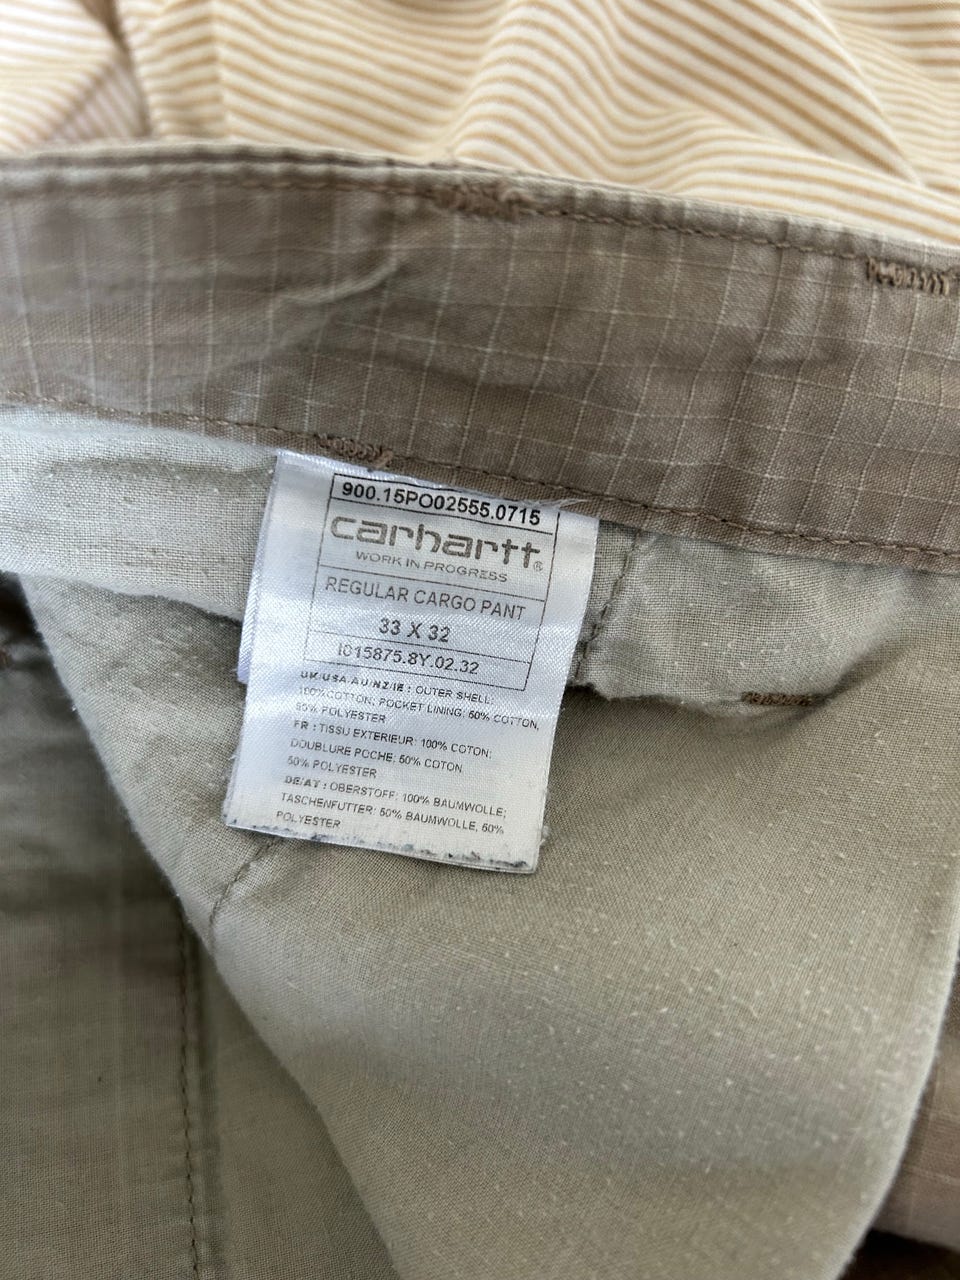 900.15PO02555.0715
carhartt®
WORK IN PROGRESS
REGULAR CARGO PANT
33 X 32
I015875.8Y.02.32
UK/USA AU/NZ/IE : OUTER SHELL:
100%COTTON; POCKET LINING: 50% COTTON,
50% POLYESTER
FR : TISSU EXTERIEUR: 100% COTON;
DOUBLURE POCHE: 50% COTON
50% POLYESTER
DE/AT : OBERSTOFF: 100% BAUMWOLLE;
TASCHENFUTTER: 50% BAUMWOLLE, 50%
POLYESTER